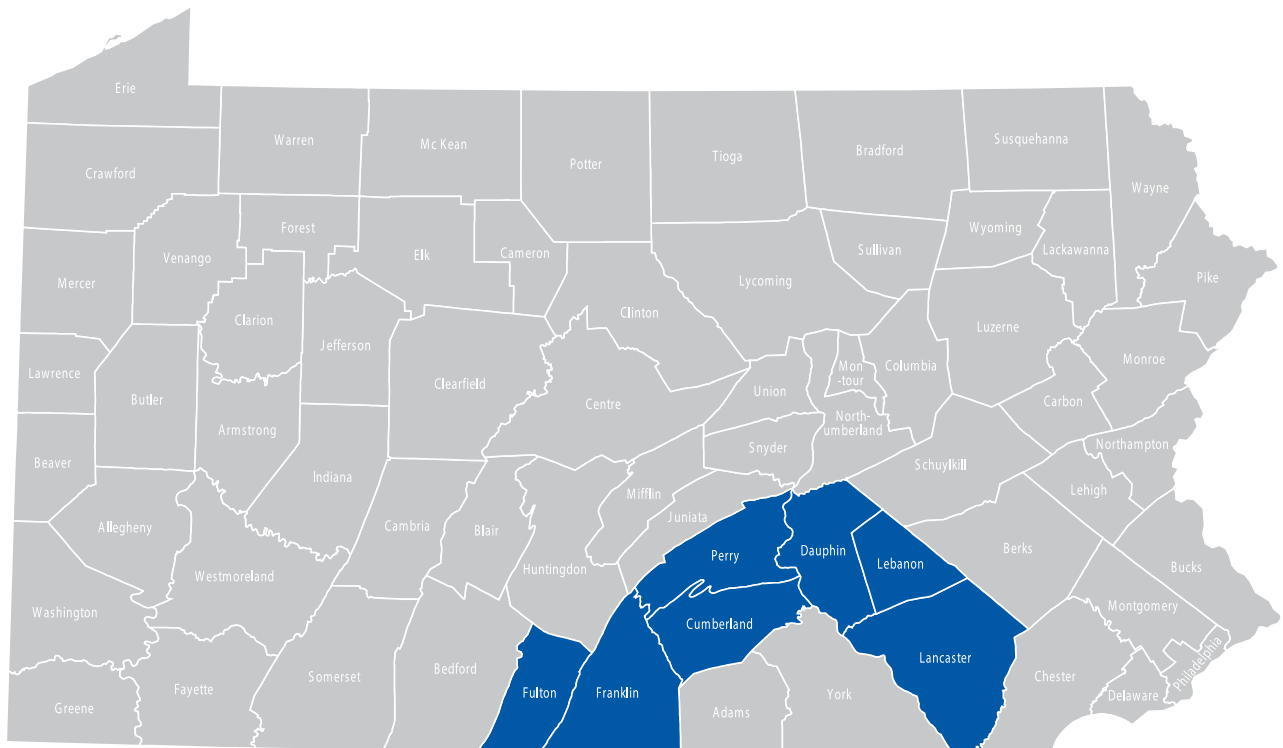 Erie
Warren
Mc Kean
Potter
Tioga
Bradford
Susquehanna
Wayne
Crawford
Forest
Elk
Cameron
Sullivan
Wyoming
Lackawanna
Pike
Mercer
Venango
Clarion
Jefferson
Clinton
Lycoming
Luzerne
Monroe
Lawrence
Butler
Armstrong
Clearfield
Centre
Union
Mon
-tour
Columbia
Carbon
North-
umberland
Snyder
Northampton
Beaver
Indiana
Mifflin
Schuylkill
Lehigh
Allegheny
Cambria
Blair
Juniata
Huntingdon
Perry
Dauphin
Lebanon
Berks
Bucks
Westmoreland
Washington
Cumberland
Montgomery
Philadelphia
Lancaster
Bedford
Somerset
Fayette
Greene
Fulton
Franklin
Adams
York
Chester
Delaware